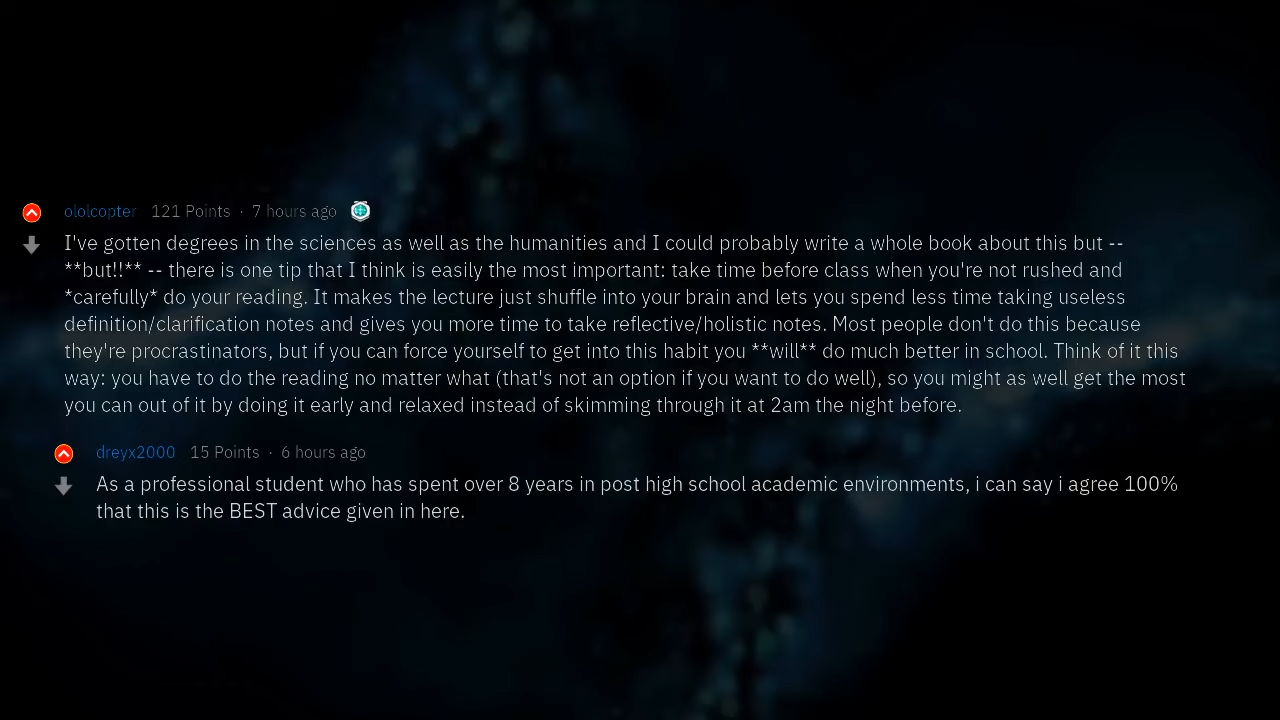 ololcopter 121 Points · 7 hours ago
I've gotten degrees in the sciences as well as the humanities and I could probably write a whole book about this but --
**but!!** -- there is one tip that I think is easily the most important: take time before class when you're not rushed and
*carefully* do your reading. It makes the lecture just shuffle into your brain and lets you spend less time taking useless
definition/clarification notes and gives you more time to take reflective/holistic notes. Most people don't do this because
they're procrastinators, but if you can force yourself to get into this habit you **will** do much better in school. Think of it this
way: you have to do the reading no matter what (that's not an option if you want to do well), so you might as well get the most
you can out of it by doing it early and relaxed instead of skimming through it at 2am the night before.
dreyx2000 15 Points · 6 hours ago
As a professional student who has spent over 8 years in post high school academic environments, i can say i agree 100%
that this is the BEST advice given in here.